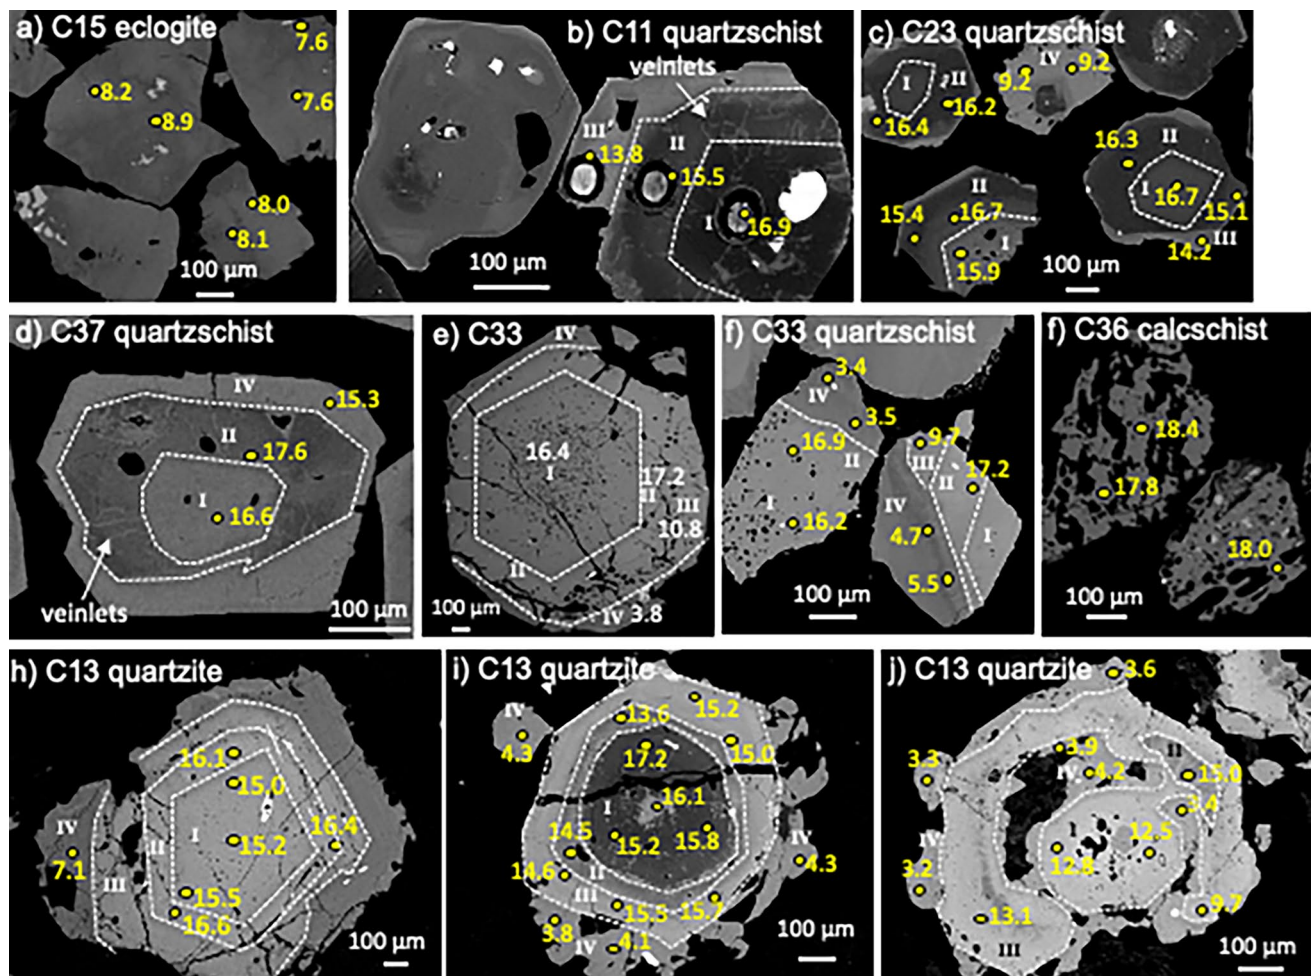 a) C15 eclogite
7.6
8.2
8.9
7.6
8.0
8.1
100 µm
b) C11 quartzschist
veinlets
III
II
13.8
15.5
I
16.9
100 µm
c) C23 quartzschist
I
II
16.2
16.4
IV
9.2
9.2
II
16.3
I
16.7
15.1
III
14.2
II
15.4
16.7
I
15.9
100 µm
d) C37 quartzschist
IV
15.3
II
17.6
I
16.6
veinlets
100 µm
e) C33
IV
16.4
I
17.2
II
III
10.8
II
IV 3.8
f) C33 quartzschist
3.4
IV
3.5
16.9
II
9.7
III
17.2
II
I
IV
I
16.2
4.7
5.5
100 µm
f) C36 calcschist
18.4
17.8
18.0
100 µm
h) C13 quartzite
16.1
15.0
I
16.4
IV
II
15.2
7.1
III
15.5
16.6
100 µm
i) C13 quartzite
IV
4.3
13.6
15.2
17.2
15.0
I
16.1
14.5
15.2
15.8
IV
4.3
14.6
II
III
15.5
15.7
3.8
IV
4.1
100 µm
j) C13 quartzite
3.6
3.3
3.9
IV
4.2
II
15.0
3.4
I
12.5
12.8
IV
3.2
9.7
13.1
III
100 µm